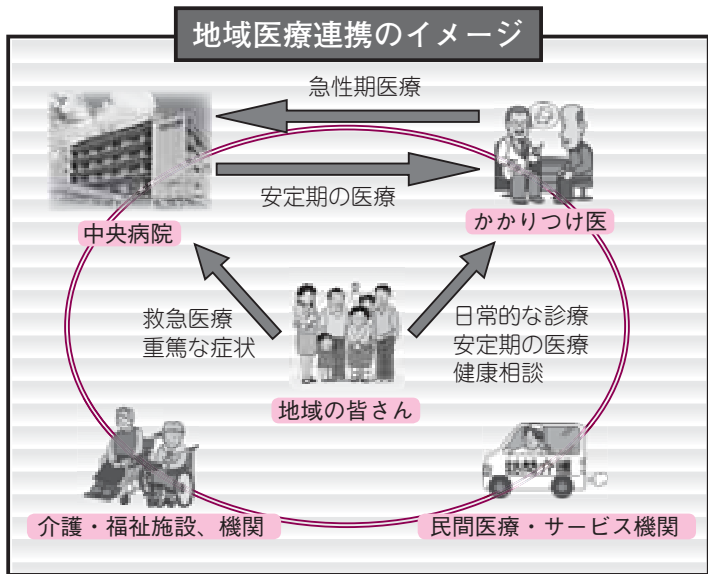 地域医療連携のイメージ
急性期医療
安定期の医療
中央病院
かかりつけ医
救急医療
重篤な症状
日常的な診療
安定期の医療
健康相談
地域の皆さん
訪問介護
介護・福祉施設、機関
民間医療・サービス機関